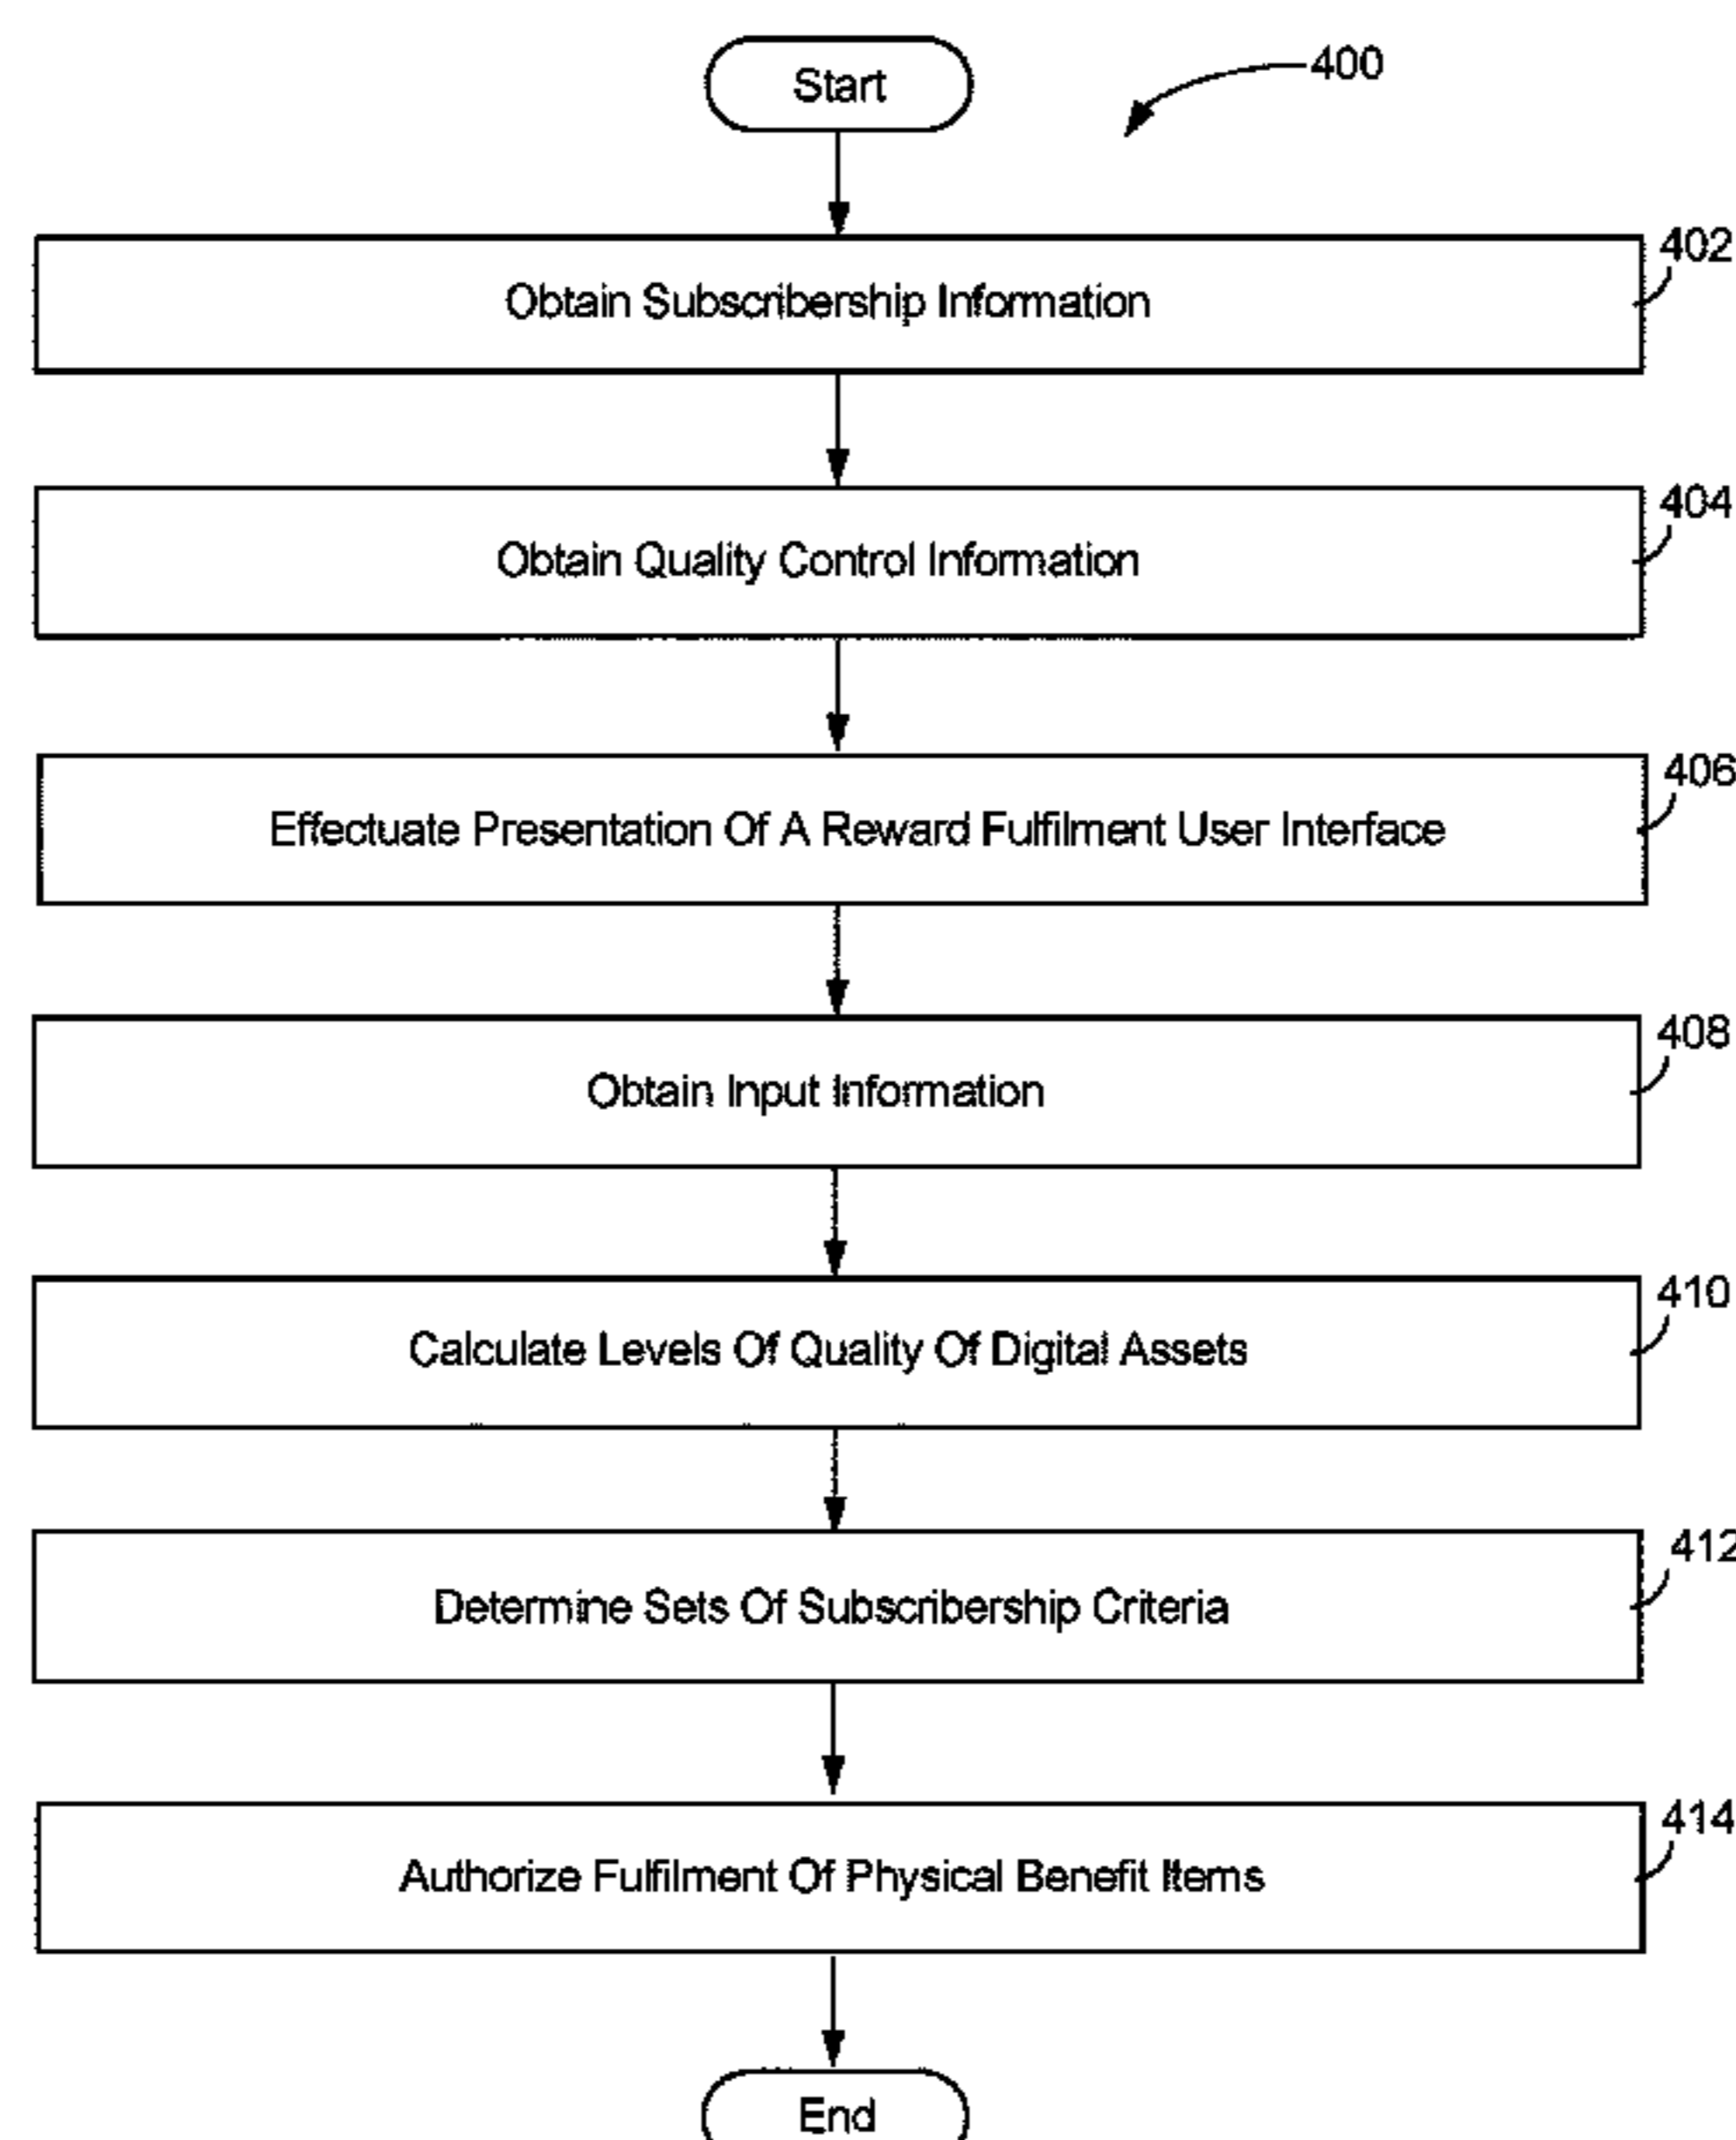 Start
400
402
Obtain Subscribership Information
404
Obtain Quality Control Information
406
Effectuate Presentation Of A Reward Fulfilment User Interface
408
Obtain Input Information
410
Calculate Levels Of Quality Of Digital Assets
412
Determine Sets Of Subscribership Criteria
414
Authorize Fulfilment Of Physical Benefit Items
End